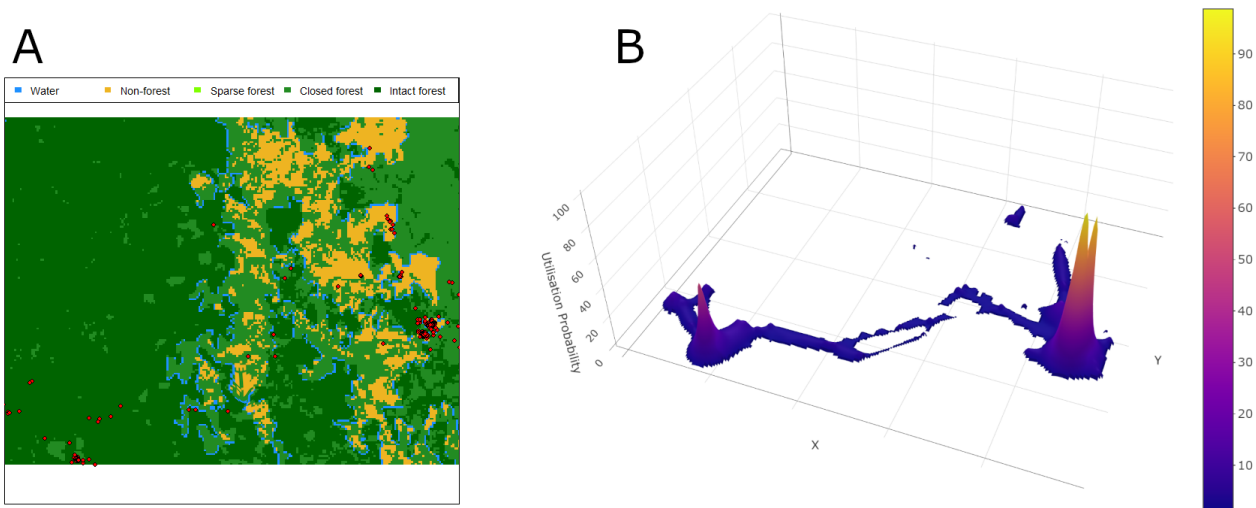 A
Water Non-forest Sparse forest Closed forest Intact forest
B
100
80
60
40
20
0
Utilisation Probability
X
Y
90
80
70
60
50
40
30
20
10